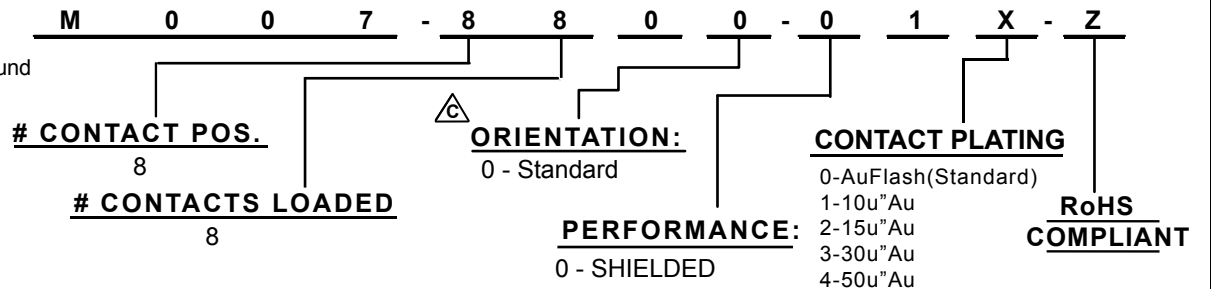 M 0 0 7 - 8 8 0 0 - 0 1 X - Z
und
# CONTACT POS.
8
# CONTACTS LOADED
8
C
ORIENTATION:
0 - Standard
PERFORMANCE:
0 - SHIELDED
CONTACT PLATING
0-AuFlash(Standard)
1-10u"Au
2-15u"Au
3-30u"Au
4-50u"Au
RoHS
COMPLIANT